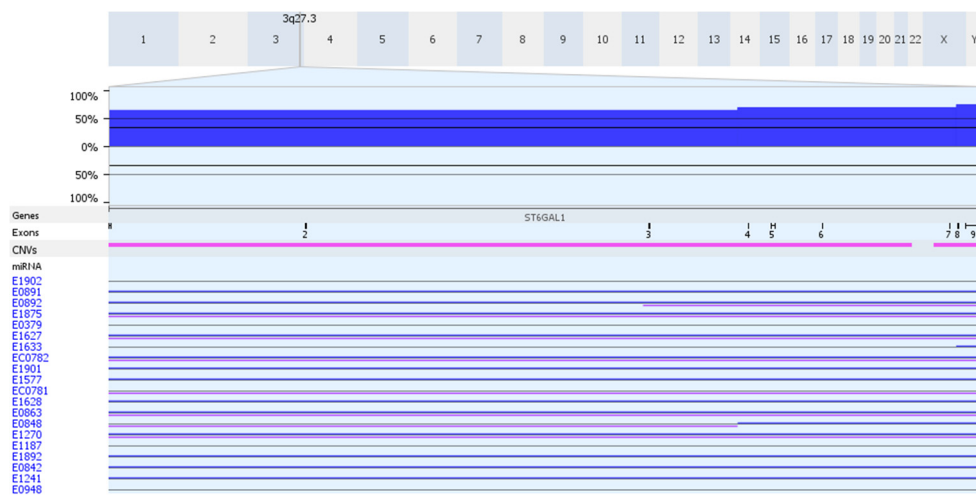 3q27.3
1 2 3 4 5 6 7 8 9 10 11 12 13 14 15 16 17 18 19 20 21 22 X Y
100%
50%
0%
50%
100%
Genes ST6GAL1
Exons 2 3 4 5 6 7 8 9
CNVs
miRNA
E1902
E0891
E0892
E1875
E0379
E1627
E1633
EC0782
E1901
E1577
EC0781
E1628
E0863
E0848
E1270
E1187
E1892
E0842
E1241
E0948